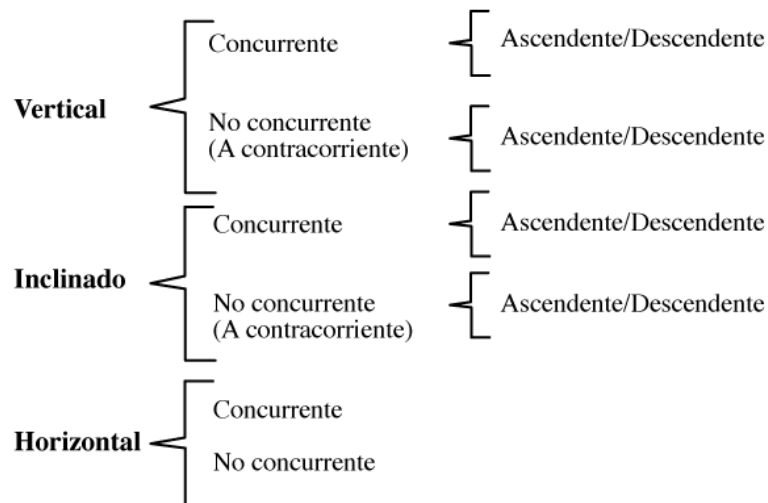 Vertical
Concurrente
Ascendente/Descendente
No concurrente
(A contracorriente)
Ascendente/Descendente
Inclinado
Concurrente
Ascendente/Descendente
No concurrente
(A contracorriente)
Ascendente/Descendente
Horizontal
Concurrente
No concurrente